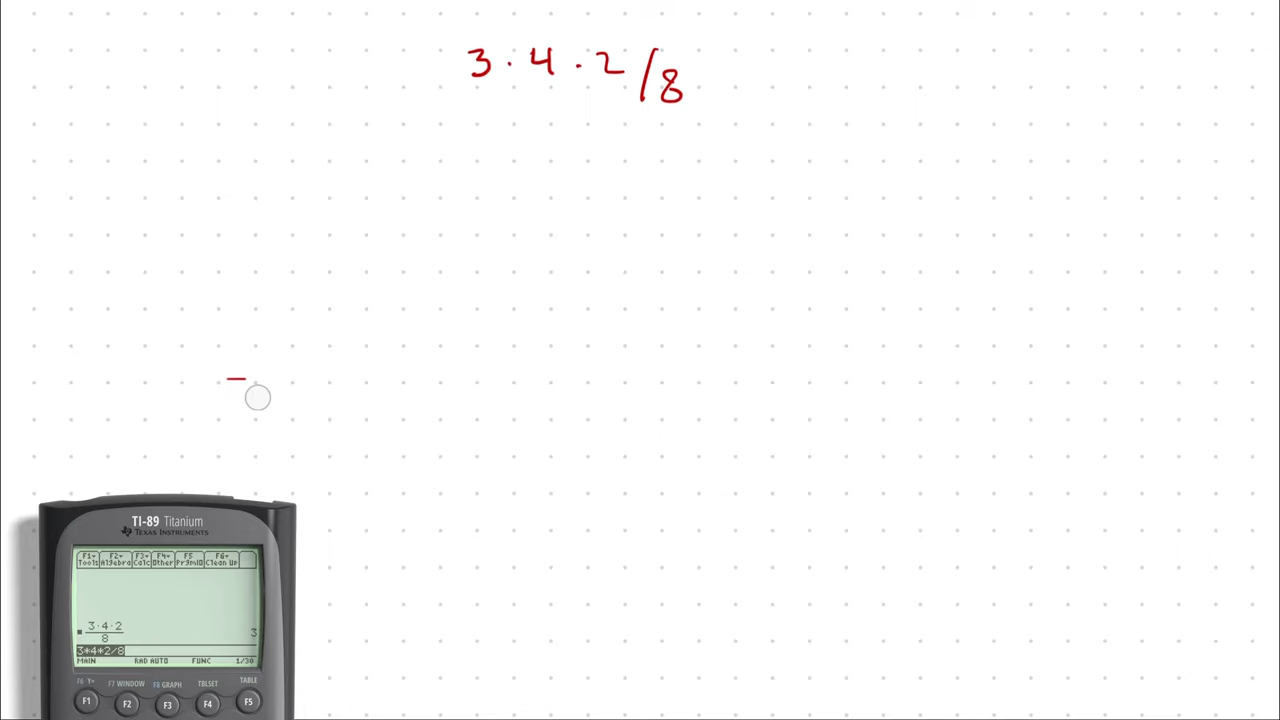 3 · 4 · 2 / 8
TI-89 Titanium
TEXAS INSTRUMENTS
F1▾ F2▾ F3▾ F4▾ F5 F6▾
Tools Algebra Calc Other PrgmIO Clean Up
3·4·2
8
3
3*4*2/8
MAIN RAD AUTO FUNC 1/30
F6 Y= F7 WINDOW F8 GRAPH TBLSET TABLE
F1 F2 F3 F4 F5